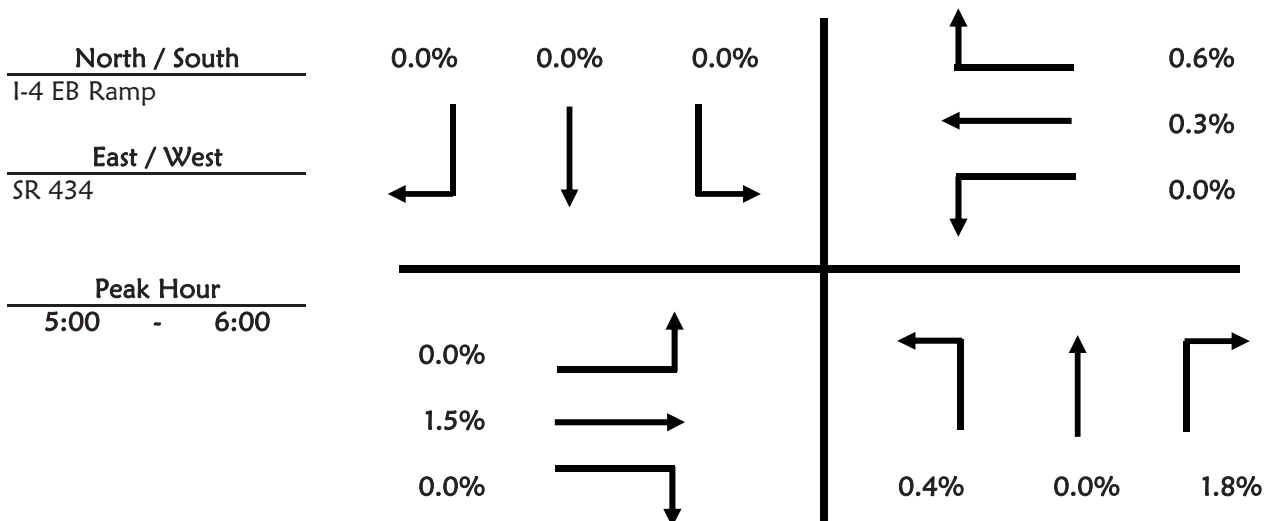 North / South
I-4 EB Ramp
East / West
SR 434
Peak Hour
5:00 - 6:00
0.0% 0.0% 0.0%
0.6%
0.3%
0.0%
0.0%
1.5%
0.0%
0.4% 0.0% 1.8%